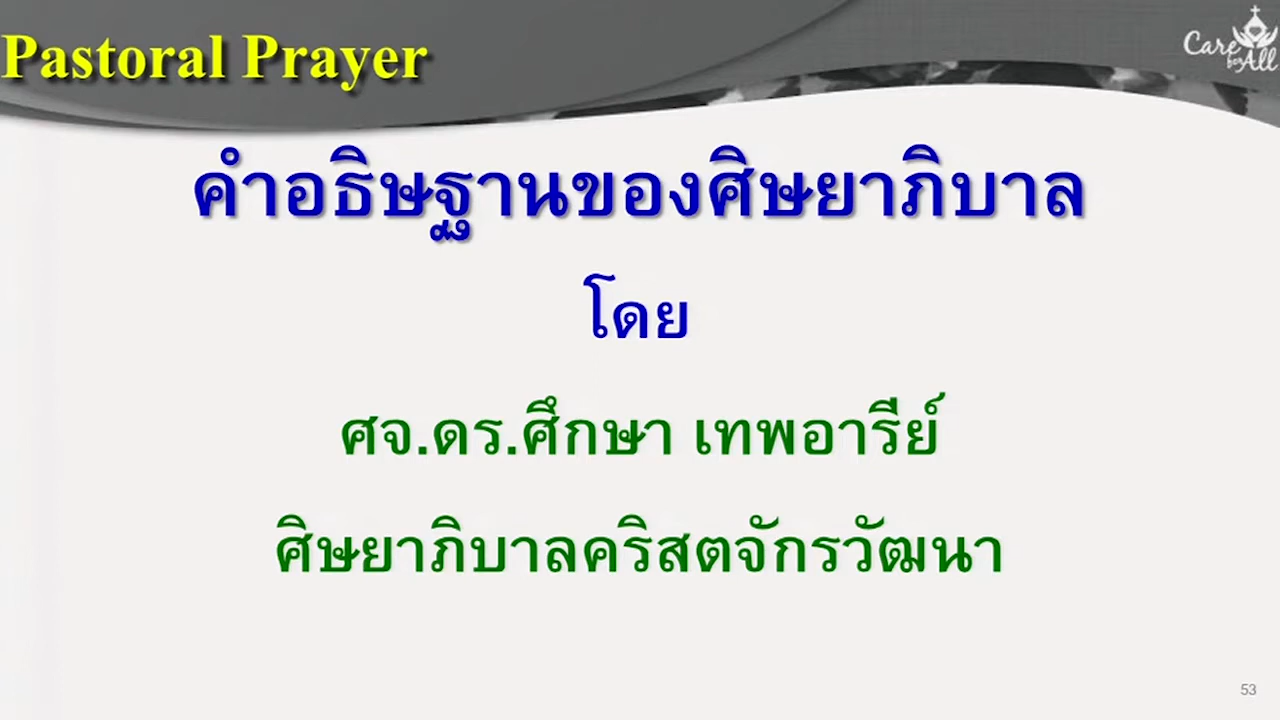 Pastoral Prayer
Care
for All
คำอธิษฐานของศิษยาภิบาล
โดย
ศจ.ดร.ศึกษา เทพอารีย์
ศิษยาภิบาลคริสตจักรวัฒนา
53